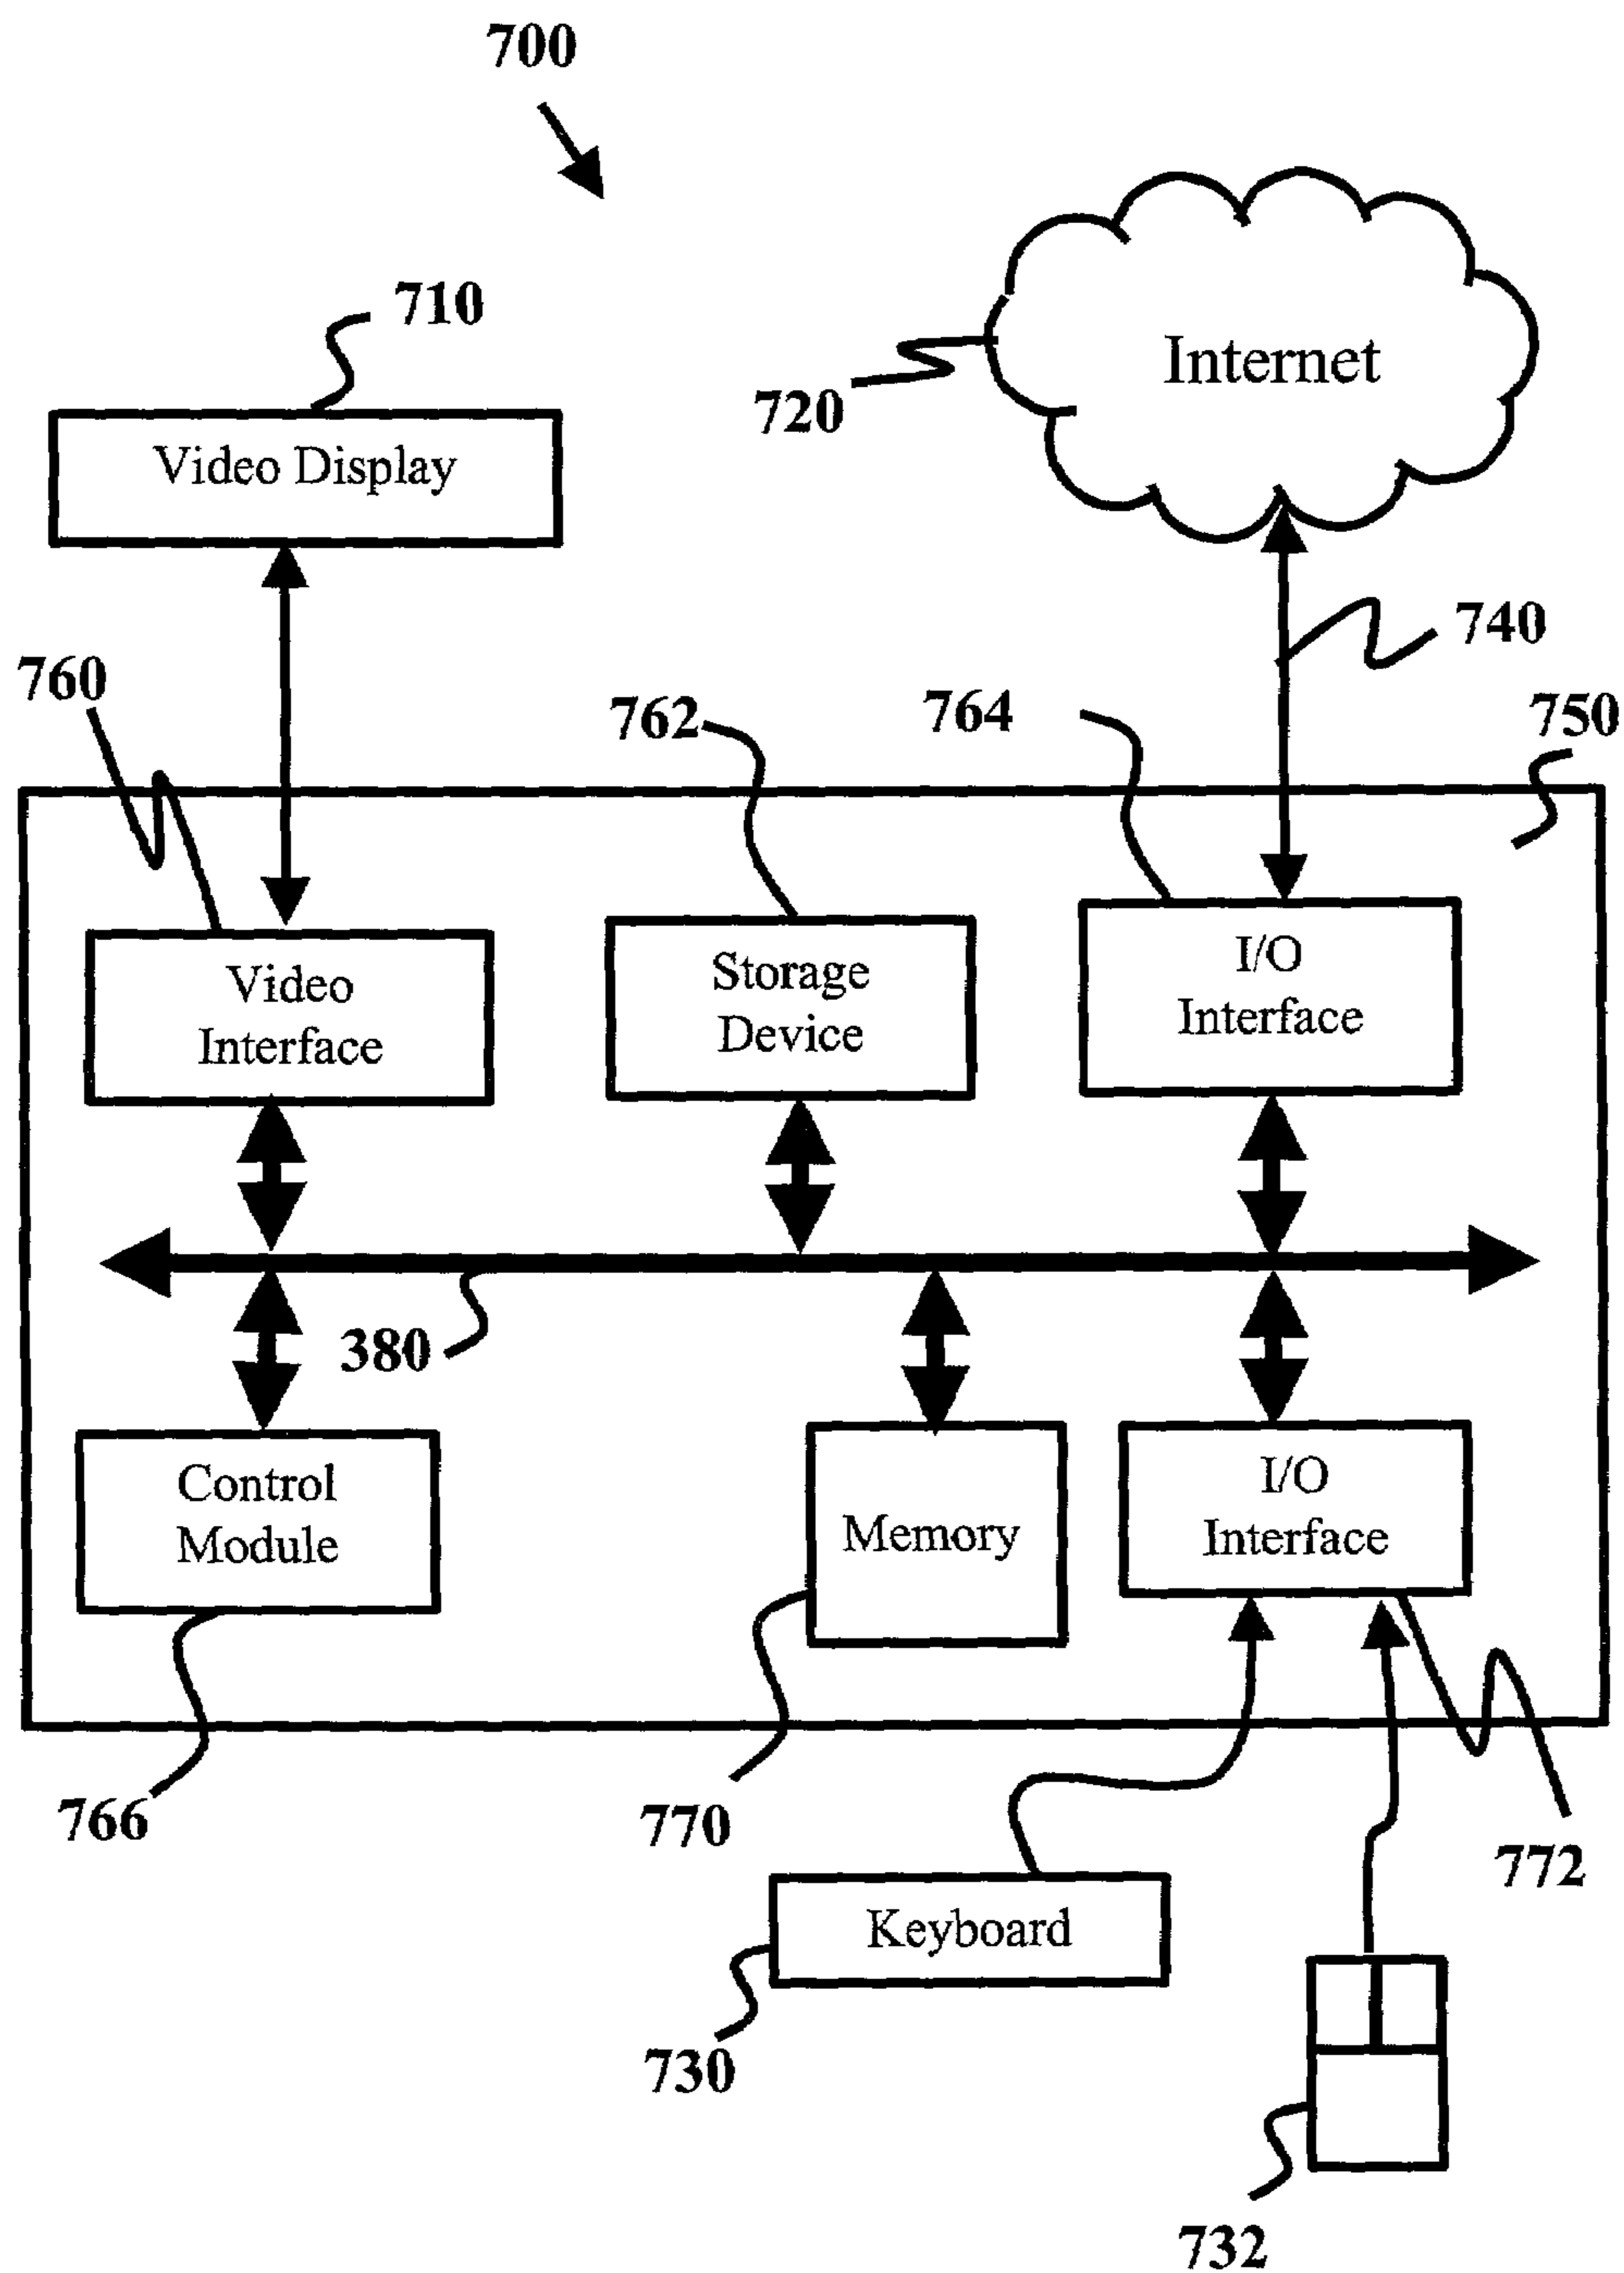 700
710
Internet
720
Video Display
740
760
762
764
750
Video
Interface
Storage
Device
I/O
Interface
380
Control
Module
Memory
I/O
Interface
766
770
772
Keyboard
730
732